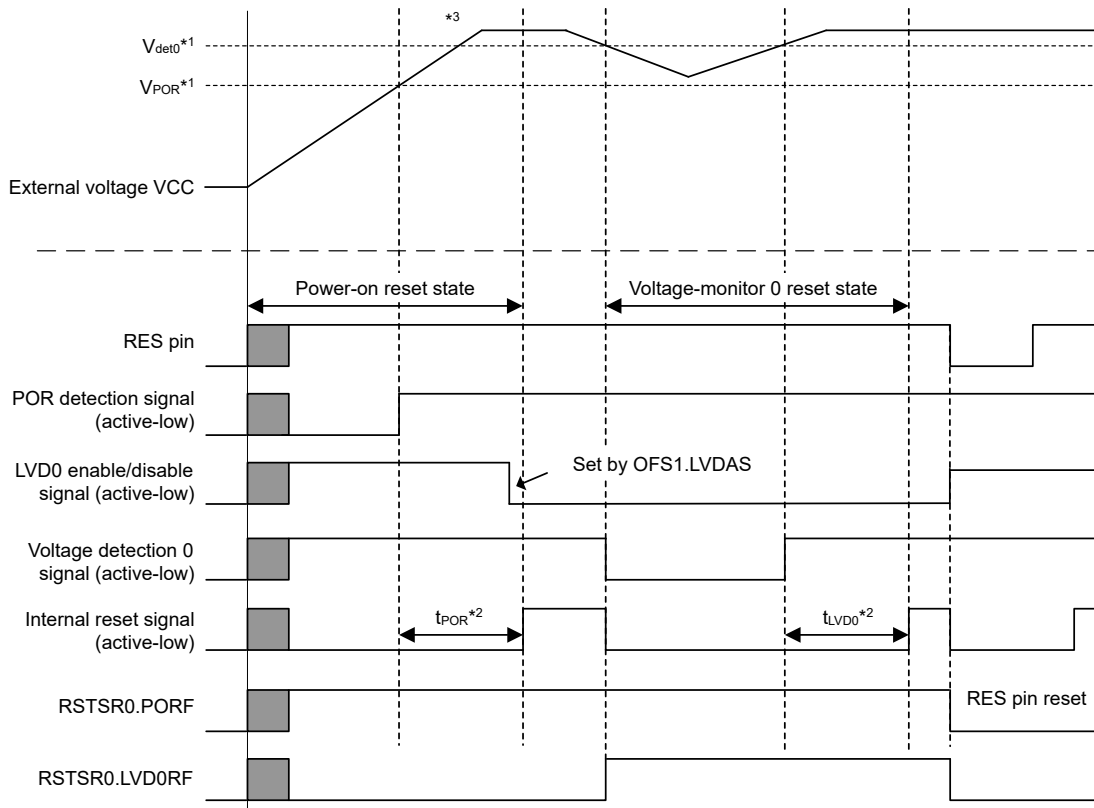 *3
Vdet0*1
VPOR*1
External voltage VCC
Power-on reset state
Voltage-monitor 0 reset state
RES pin
POR detection signal
(active-low)
LVD0 enable/disable
signal (active-low)
Set by OFS1.LVDAS
Voltage detection 0
signal (active-low)
Internal reset signal
(active-low)
tPOR*2
tLVD0*2
RSTSR0.PORF
RES pin reset
RSTSR0.LVD0RF